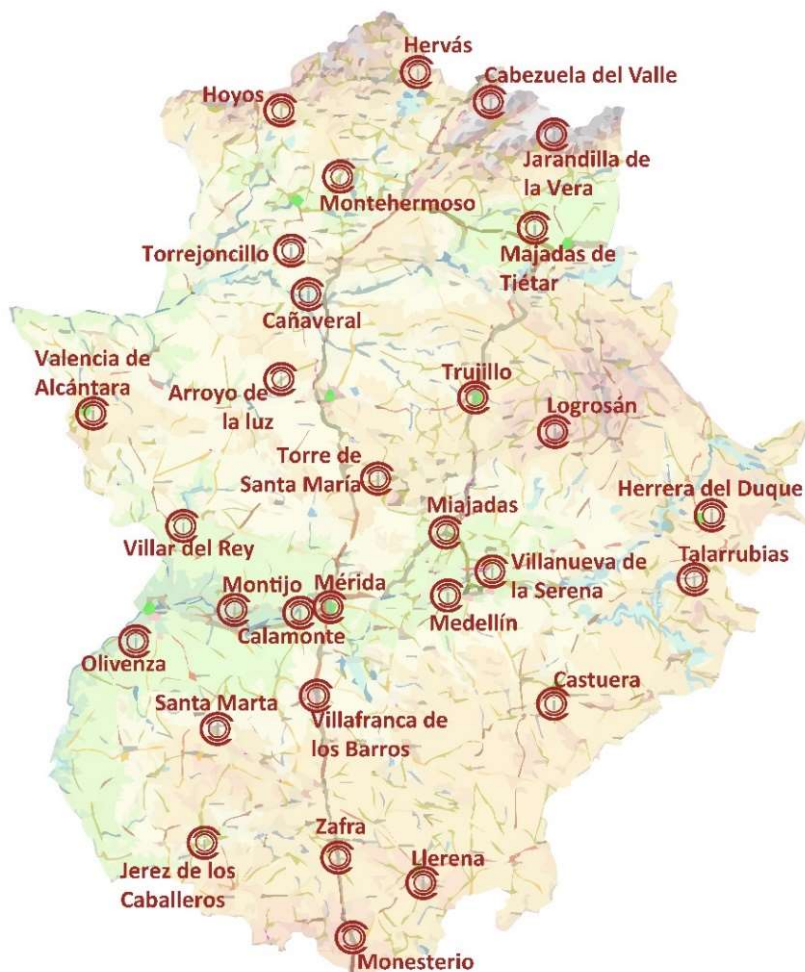 Hervás
Cabezuela del Valle
Hoyos
Jarandilla de
la Vera
Montehermoso
Torrejoncillo
Majadas de
Tiétar
Cañaveral
Valencia de
Alcántara
Arroyo de
la luz
Trujillo
Logrosán
Torre de
Santa María
Herrera del Duque
Miajadas
Villar del Rey
Talarrubias
Villanueva de
la Serena
Montijo
Mérida
Calamonte
Medellín
Olivenza
Castuera
Santa Marta
Villafranca de
los Barros
Zafra
Llerena
Jerez de los
Caballeros
Monesterio